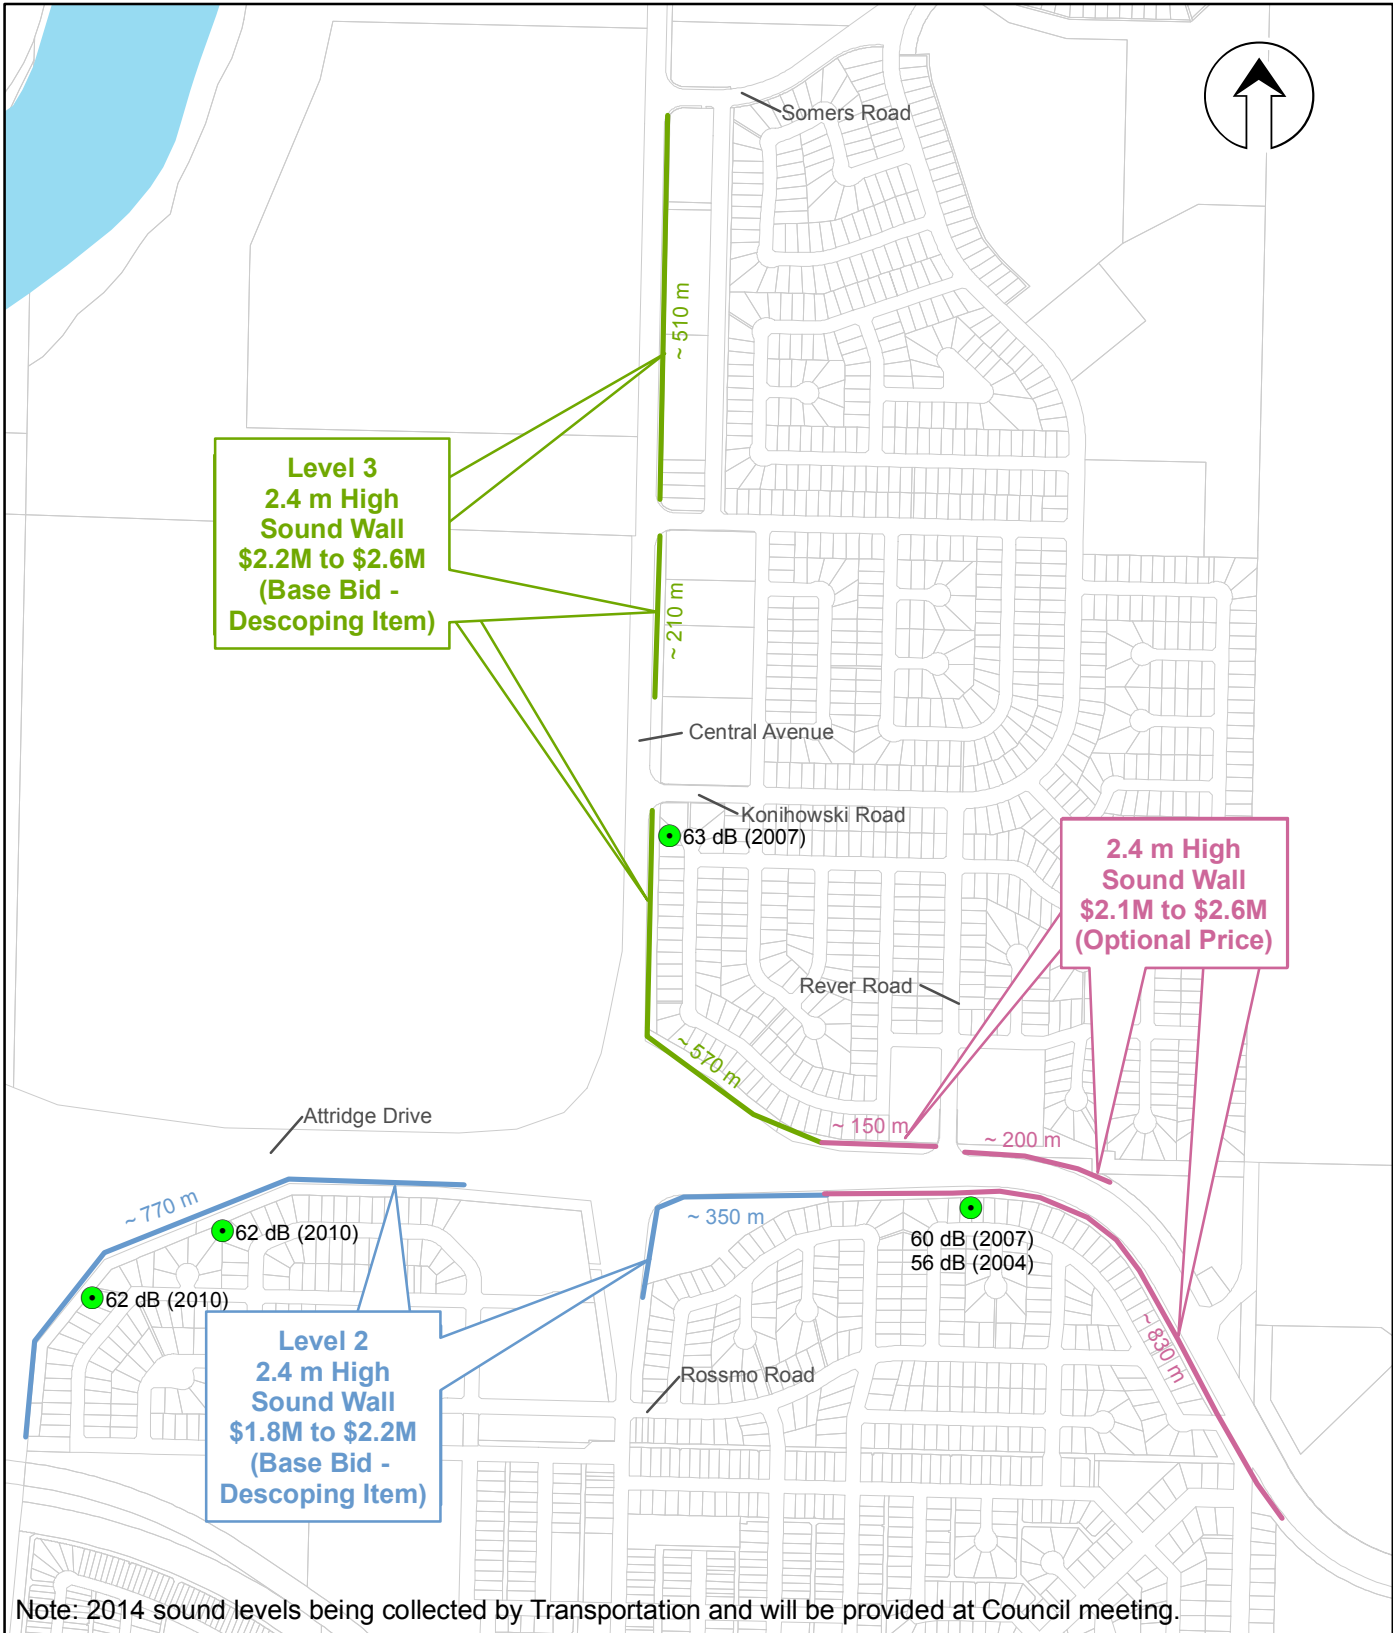 Somers Road
~ 510 m
Level 3
2.4 m High
Sound Wall
$2.2M to $2.6M
(Base Bid -
Descoping Item)
~ 210 m
Central Avenue
Konihowski Road
63 dB (2007)
2.4 m High
Sound Wall
$2.1M to $2.6M
(Optional Price)
Rever Road
~ 570 m
Attridge Drive
~ 150 m
~ 200 m
~ 770 m
62 dB (2010)
~ 350 m
60 dB (2007)
56 dB (2004)
62 dB (2010)
~ 830 m
Level 2
2.4 m High
Sound Wall
$1.8M to $2.2M
(Base Bid -
Descoping Item)
Rossmo Road
Note: 2014 sound levels being collected by Transportation and will be provided at Council meeting.